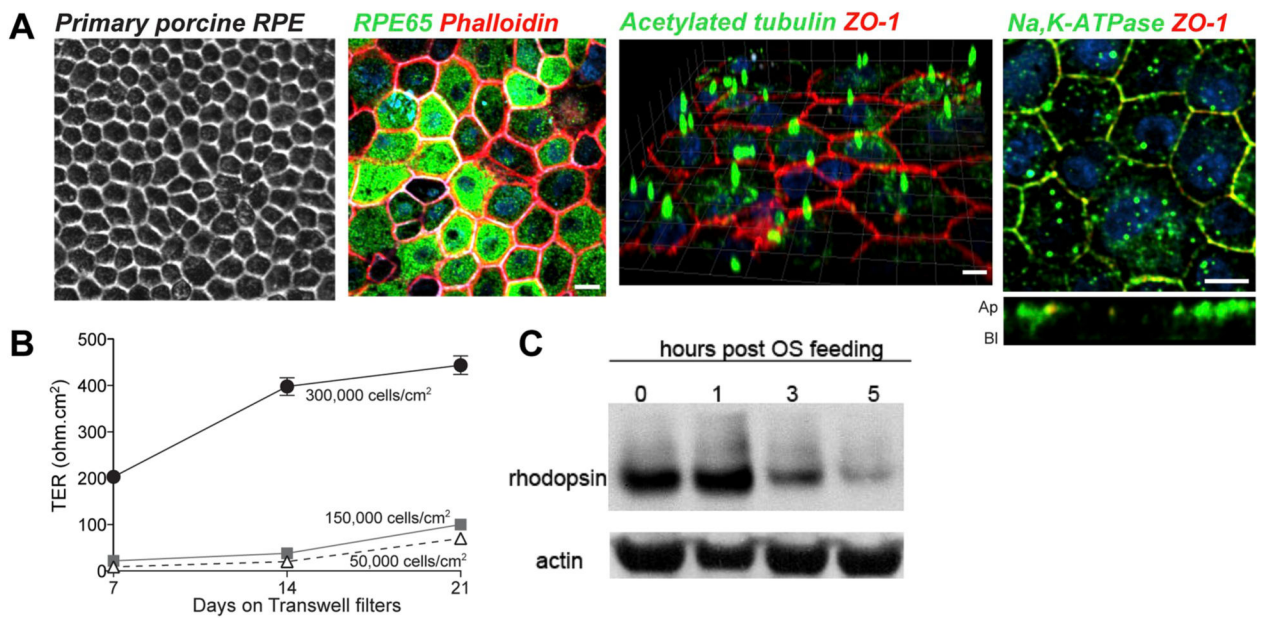 A
Primary porcine RPE
RPE65 Phalloidin
Acetylated tubulin ZO-1
Na,K-ATPase ZO-1
Ap
Bl
B
500
400
300
200
100
0
TER (ohm.cm²)
300,000 cells/cm²
150,000 cells/cm²
50,000 cells/cm²
7 14 21
Days on Transwell filters
C
hours post OS feeding
0 1 3 5
rhodopsin
actin